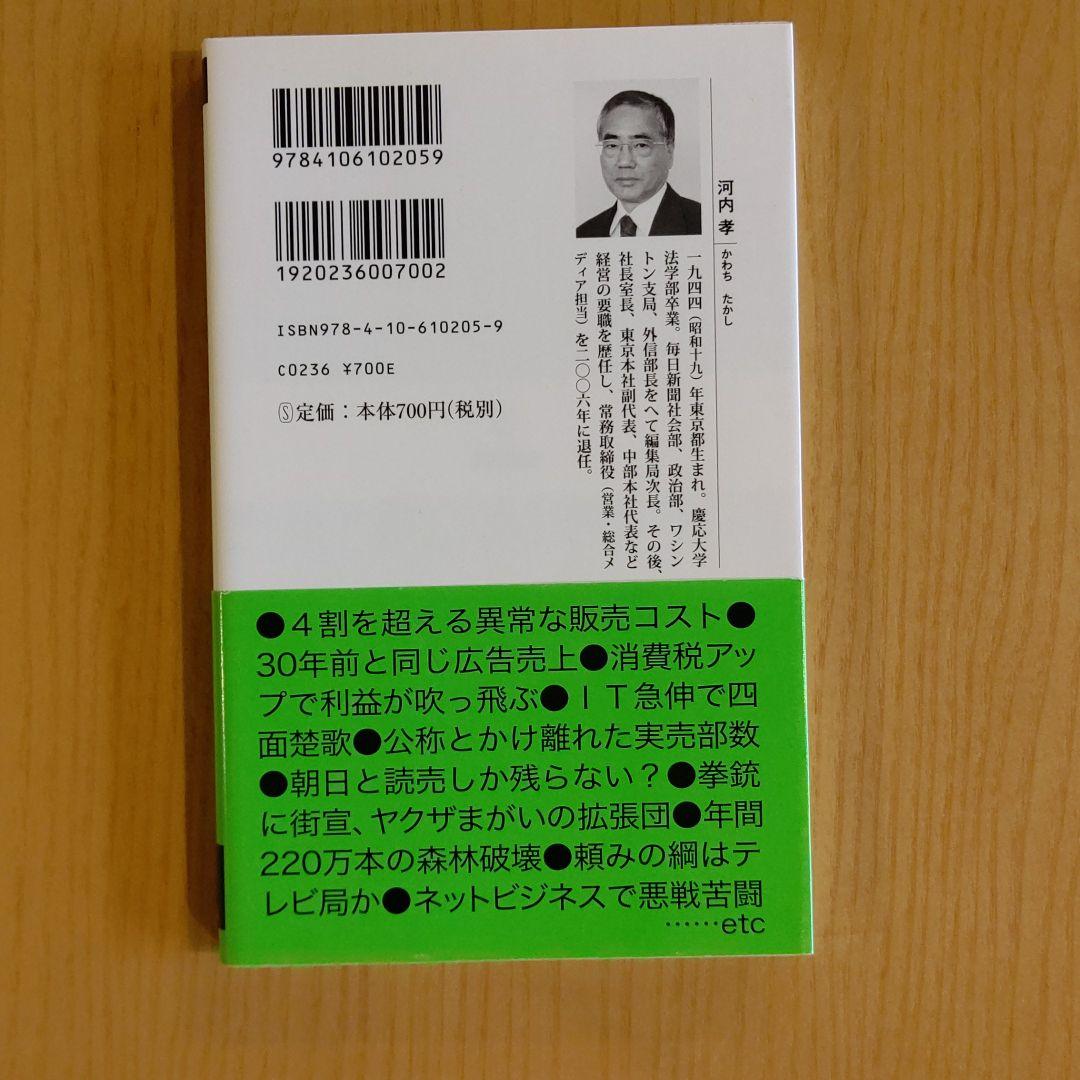 9784106102059
1920236007002
ISBN978-4-10-610205-9
C0236 ¥700E
Ⓢ定価：本体700円(税別)
河内 孝
かわち たかし
一九四四（昭和十九）年東京都生まれ。慶応大学
法学部卒業。毎日新聞社会部、政治部、ワシン
トン支局、外信部長をへて編集局次長。その後、
社長室長、東京本社副代表、中部本社代表など
経営の要職を歴任し、常務取締役（営業・総合メ
ディア担当）を二〇〇六年に退任。
●４割を超える異常な販売コスト●
30年前と同じ広告売上●消費税アッ
プで利益が吹っ飛ぶ●ＩＴ急伸で四
面楚歌●公称とかけ離れた実売部数
●朝日と読売しか残らない？●拳銃
に街宣、ヤクザまがいの拡張団●年間
220万本の森林破壊●頼みの綱はテ
レビ局か●ネットビジネスで悪戦苦闘
……etc